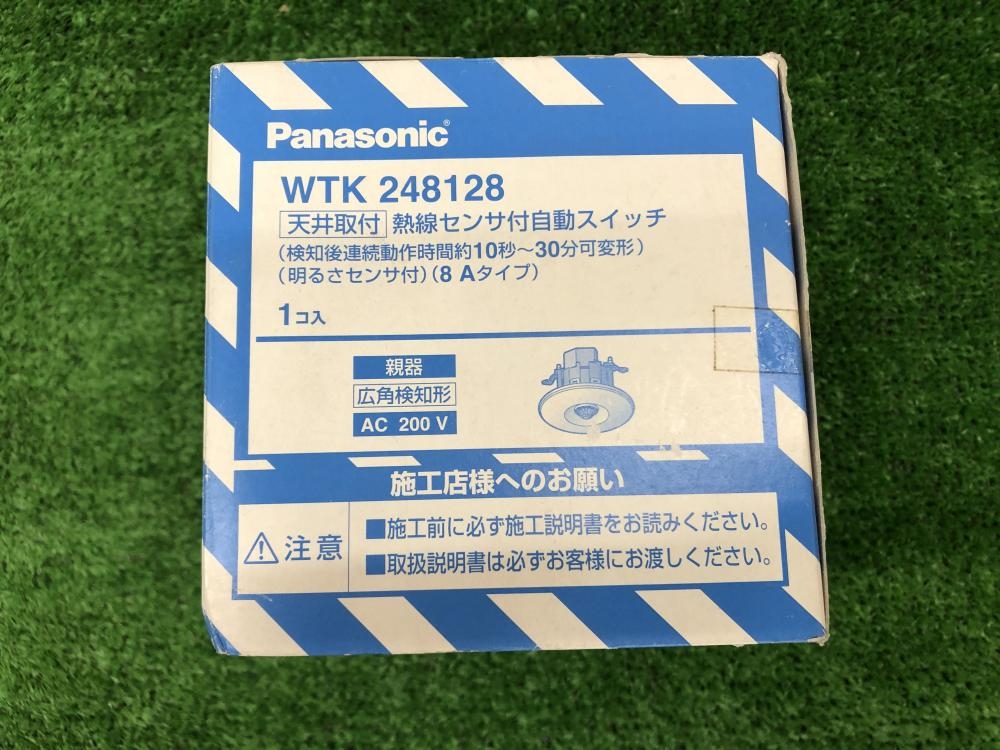 Panasonic®
WTK 248128
天井取付 熱線センサ付自動スイッチ
(検知後連続動作時間約10秒～30分可変形)
(明るさセンサ付)(8 Aタイプ)
1コ入
親器
広角検知形
AC 200 V
施工店様へのお願い
注意
■施工前に必ず施工説明書をお読みください。
■取扱説明書は必ずお客様にお渡しください。